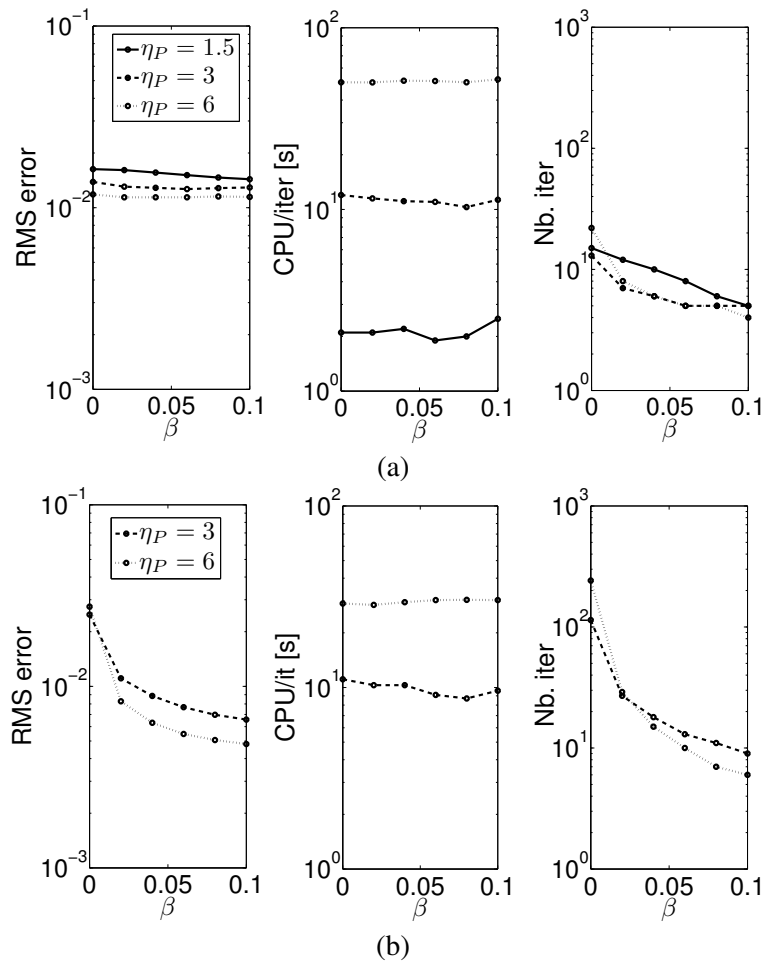 10^{-1}
10^{-2}
10^{-3}
RMS error
η_P = 1.5
η_P = 3
η_P = 6
0 0.05 0.1
β
10^2
10^1
10^0
CPU/iter [s]
0 0.05 0.1
β
10^3
10^2
10^1
10^0
Nb. iter
0 0.05 0.1
β
(a)
10^{-1}
10^{-2}
10^{-3}
RMS error
η_P = 3
η_P = 6
0 0.05 0.1
β
10^2
10^1
10^0
CPU/it [s]
0 0.05 0.1
β
10^3
10^2
10^1
10^0
Nb. iter
0 0.05 0.1
β
(b)